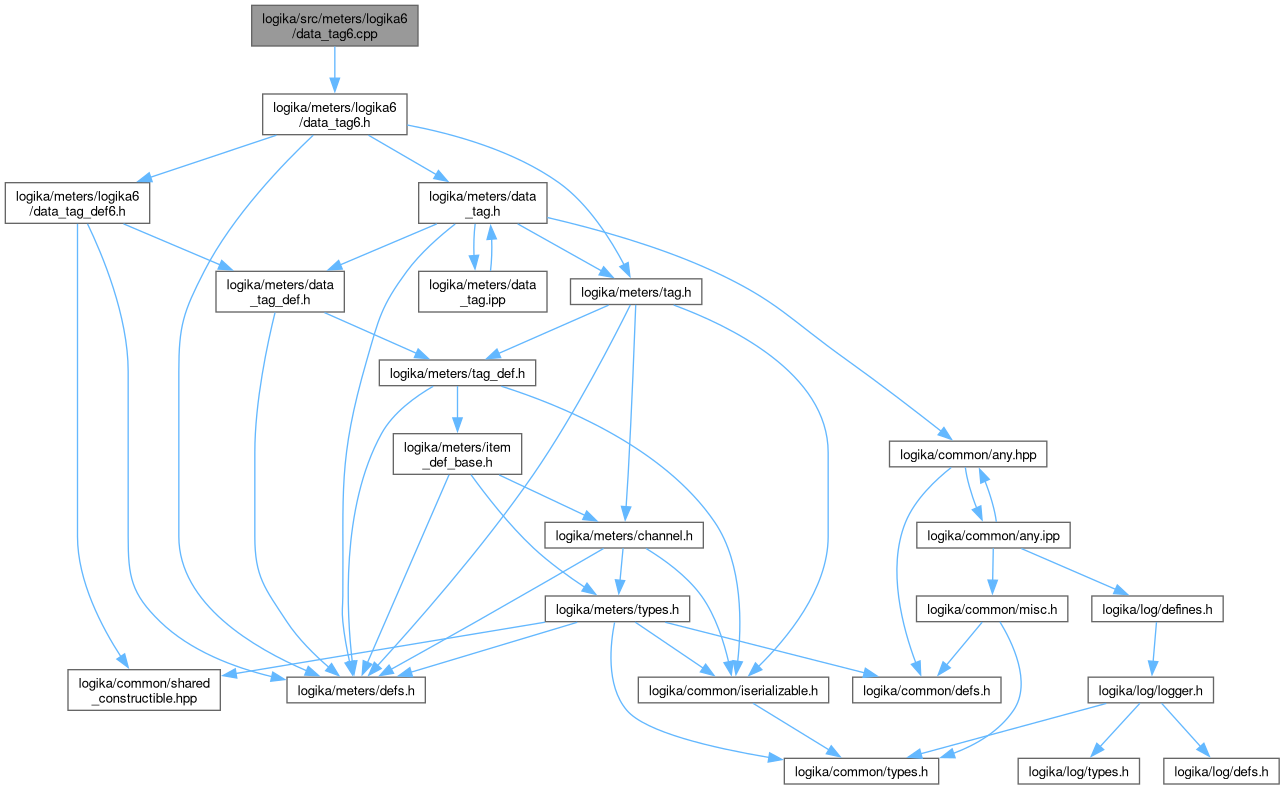 logika/src/meters/logika6
/data_tag6.cpp
logika/meters/logika6
/data_tag6.h
logika/meters/logika6
/data_tag_def6.h
logika/meters/data
_tag.h
logika/meters/data
_tag_def.h
logika/meters/data
_tag.ipp
logika/meters/tag.h
logika/meters/tag_def.h
logika/meters/item
_def_base.h
logika/common/any.hpp
logika/meters/channel.h
logika/common/any.ipp
logika/meters/types.h
logika/common/misc.h
logika/log/defines.h
logika/common/shared
_constructible.hpp
logika/meters/defs.h
logika/common/iserializable.h
logika/common/defs.h
logika/log/logger.h
logika/common/types.h
logika/log/types.h
logika/log/defs.h